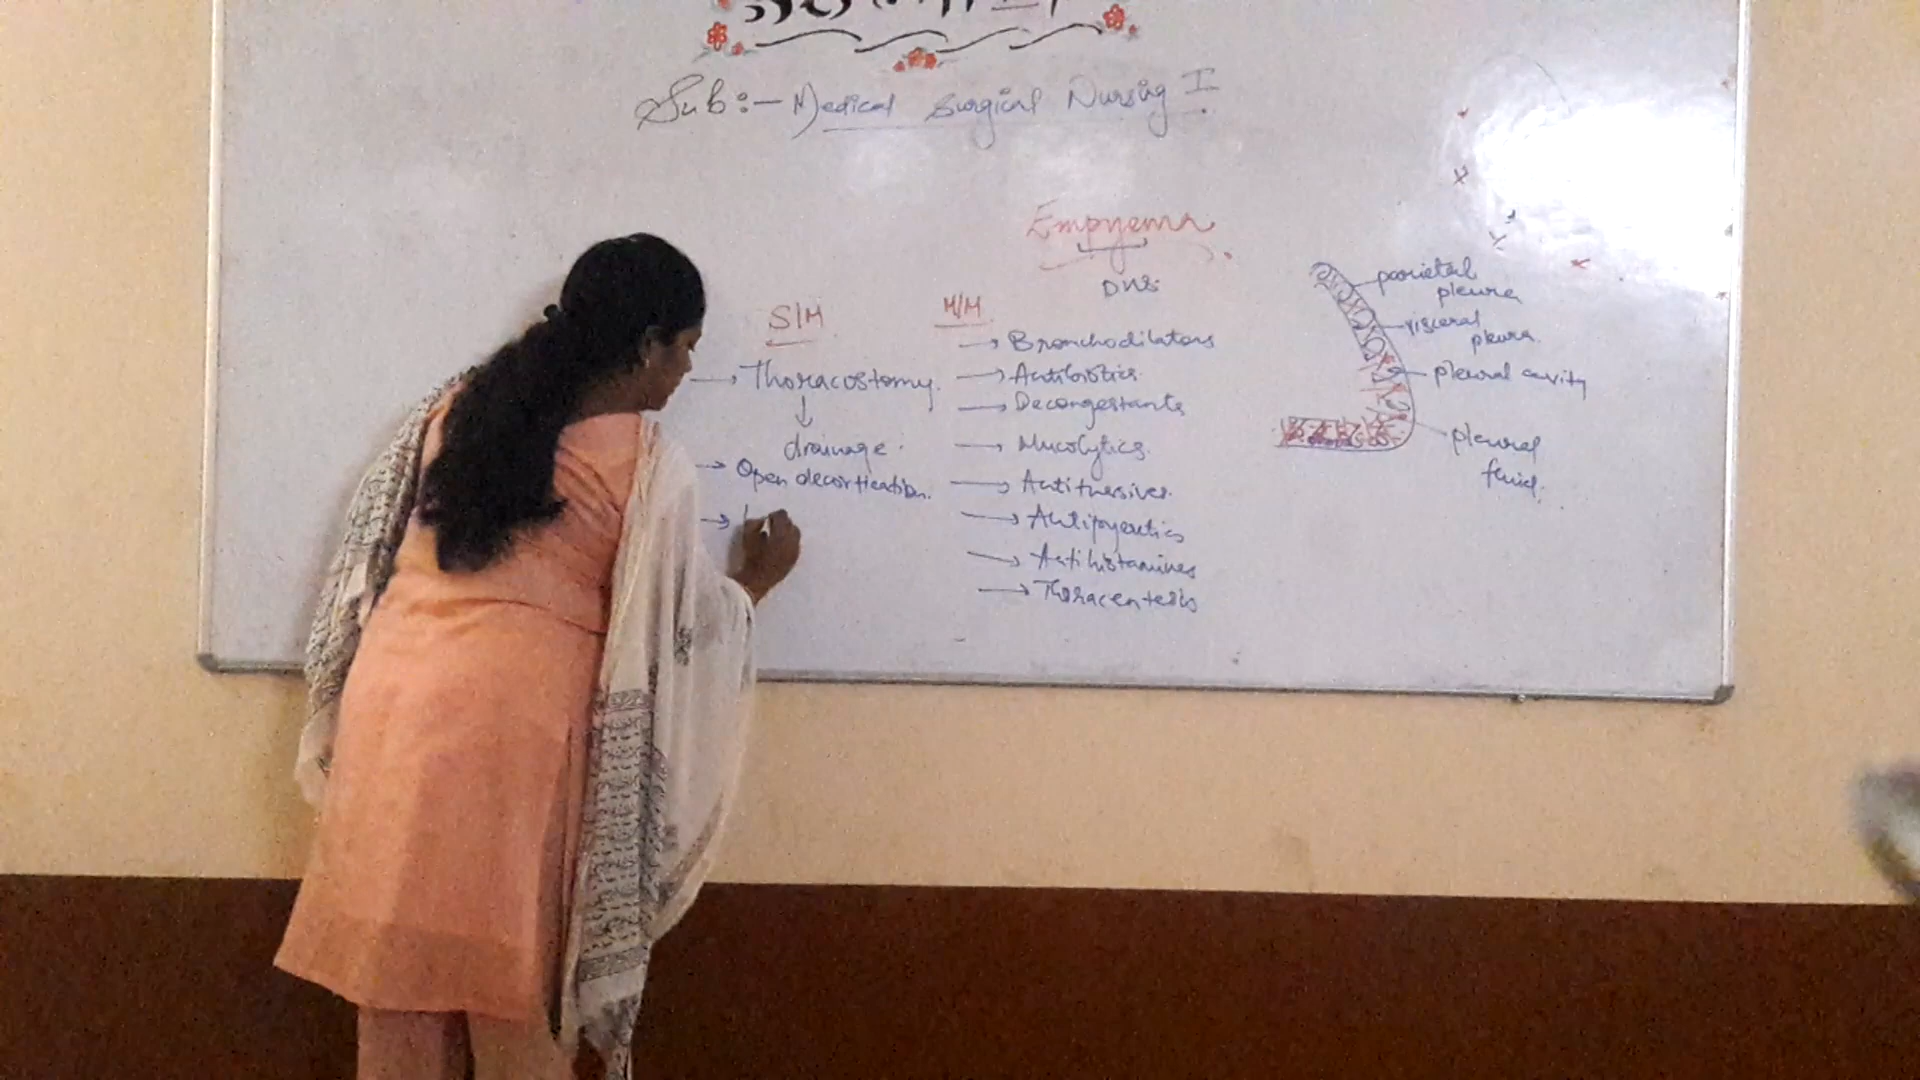 Sub:- Medical Surgical Nursing I
Empyema
DNS
S/M
→ Thoracostomy.
↓
drainage.
→ Open decortication.
→
M/M
→ Bronchodilators
→ Antibiotics
→ Decongestants
→ Mucolytics
→ Antitussives.
→ Antipyretics
→ Antihistamines
→ Thoracentesis
parietal
pleura
visceral
pleura.
pleural cavity
pleural
fluid.